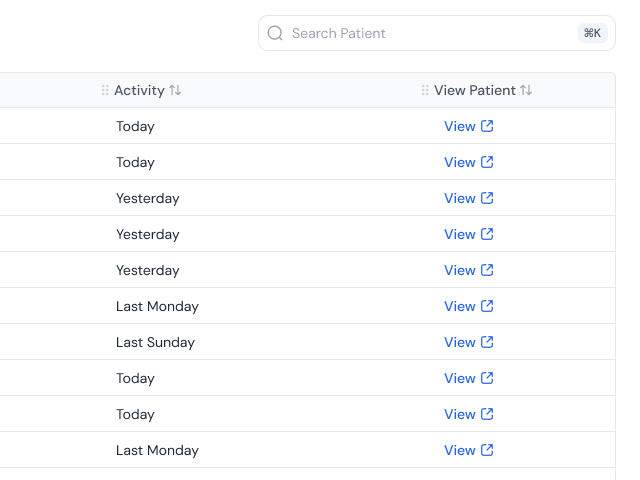 Search Patient ⌘K
Activity View Patient
Today View
Today View
Yesterday View
Yesterday View
Yesterday View
Last Monday View
Last Sunday View
Today View
Today View
Last Monday View